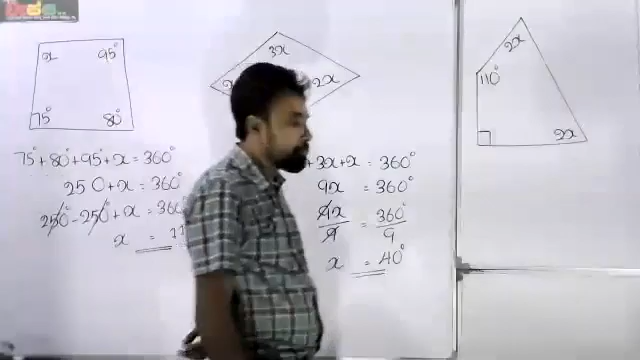 x 95°
75° 80°
75° + 80° + 95° + x = 360°
250 + x = 360°
250° - 250° + x = 360°
x = 11
3x
2x
+ 3x + x = 360°
9x = 360°
9x / 9 = 360° / 9
x = 40°
2x
110°
2x